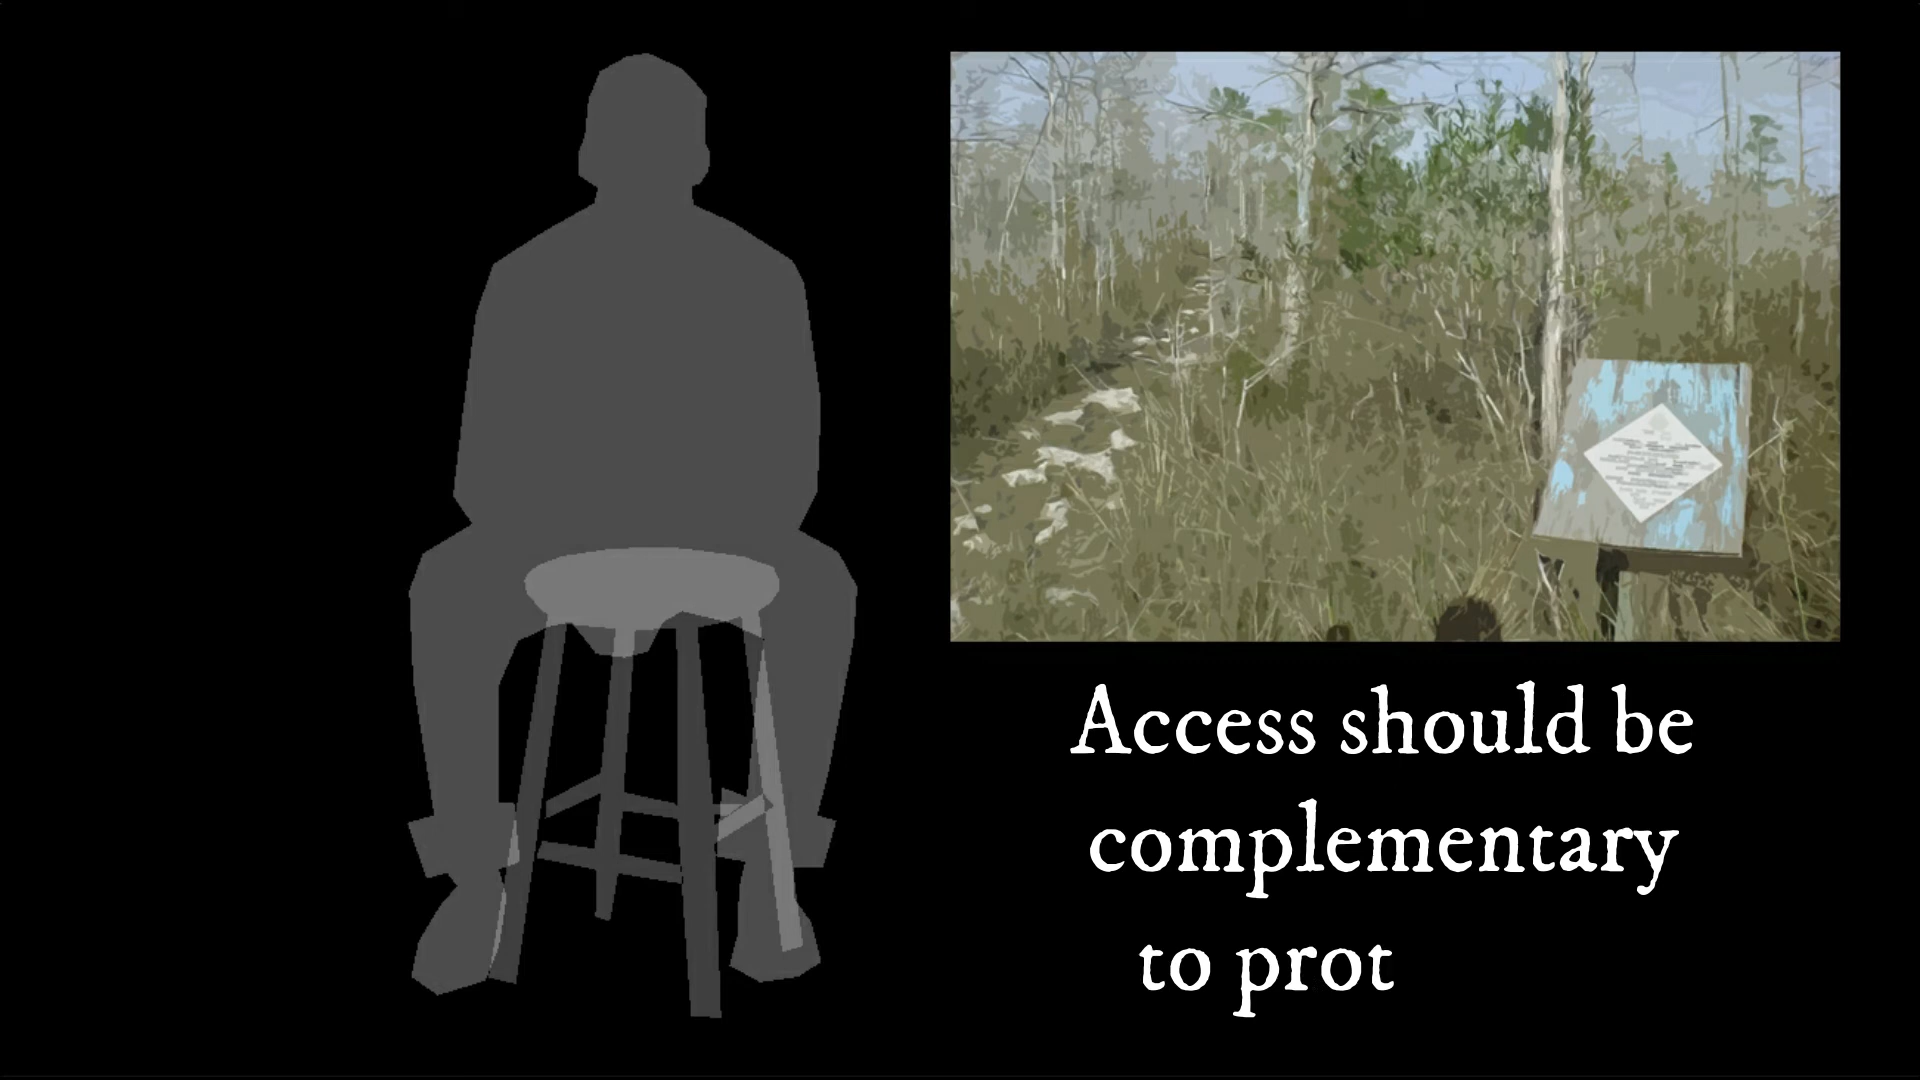 Access should be
complementary
to prot